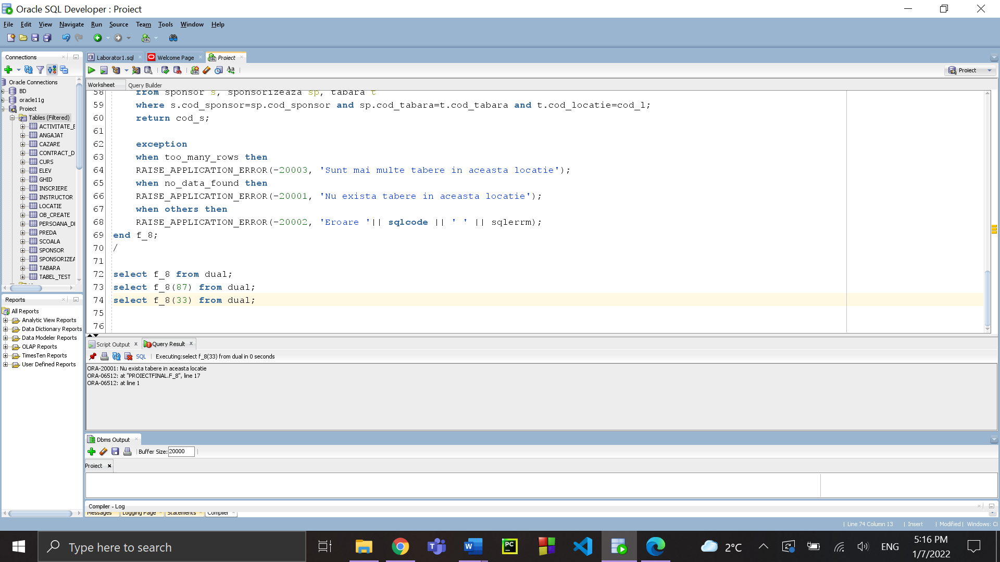 Oracle SQL Developer : Proiect
File Edit View Navigate Run Source Team Tools Window Help
Connections
Oracle Connections
BD
oracle11g
Proiect
Tables (Filtered)
ACTIVITATE_E
ANGAJAT
CAZARE
CONTRACT_D
CURS
ELEV
GHID
INSCRIERE
INSTRUCTOR
LOCATIE
OB_CREATE
PERSOANA_DI
PREDA
SCOALA
SPONSOR
SPONSORIZEA
TABARA
TABEL_TEST
Reports
All Reports
Analytic View Reports
Data Dictionary Reports
Data Modeler Reports
OLAP Reports
TimesTen Reports
User Defined Reports
Laborator1.sql Welcome Page Proiect
Proiect
Worksheet Query Builder
58 from sponsor s, sponsorizeaza sp, tabara t
59 where s.cod_sponsor=sp.cod_sponsor and sp.cod_tabara=t.cod_tabara and t.cod_locatie=cod_l;
60 return cod_s;
61
62 exception
63 when too_many_rows then
64 RAISE_APPLICATION_ERROR(-20003, 'Sunt mai multe tabere in aceasta locatie');
65 when no_data_found then
66 RAISE_APPLICATION_ERROR(-20001, 'Nu exista tabere in aceasta locatie');
67 when others then
68 RAISE_APPLICATION_ERROR(-20002, 'Eroare '|| sqlcode || ' ' || sqlerrm);
69 end f_8;
70 /
71
72 select f_8 from dual;
73 select f_8(87) from dual;
74 select f_8(33) from dual;
75
76
Script Output x Query Result x
SQL | Executing:select f_8(33) from dual in 0 seconds
ORA-20001: Nu exista tabere in aceasta locatie
ORA-06512: at "PROIECTFINAL.F_8", line 17
ORA-06512: at line 1
Dbms Output
Buffer Size: 20000
Proiect x
Compiler - Log
Messages Logging Page Statements Compiler
Line 74 Column 13 | Insert | Modified | Windows: Cl
Type here to search
PC
2°C
ENG
5:16 PM
1/7/2022